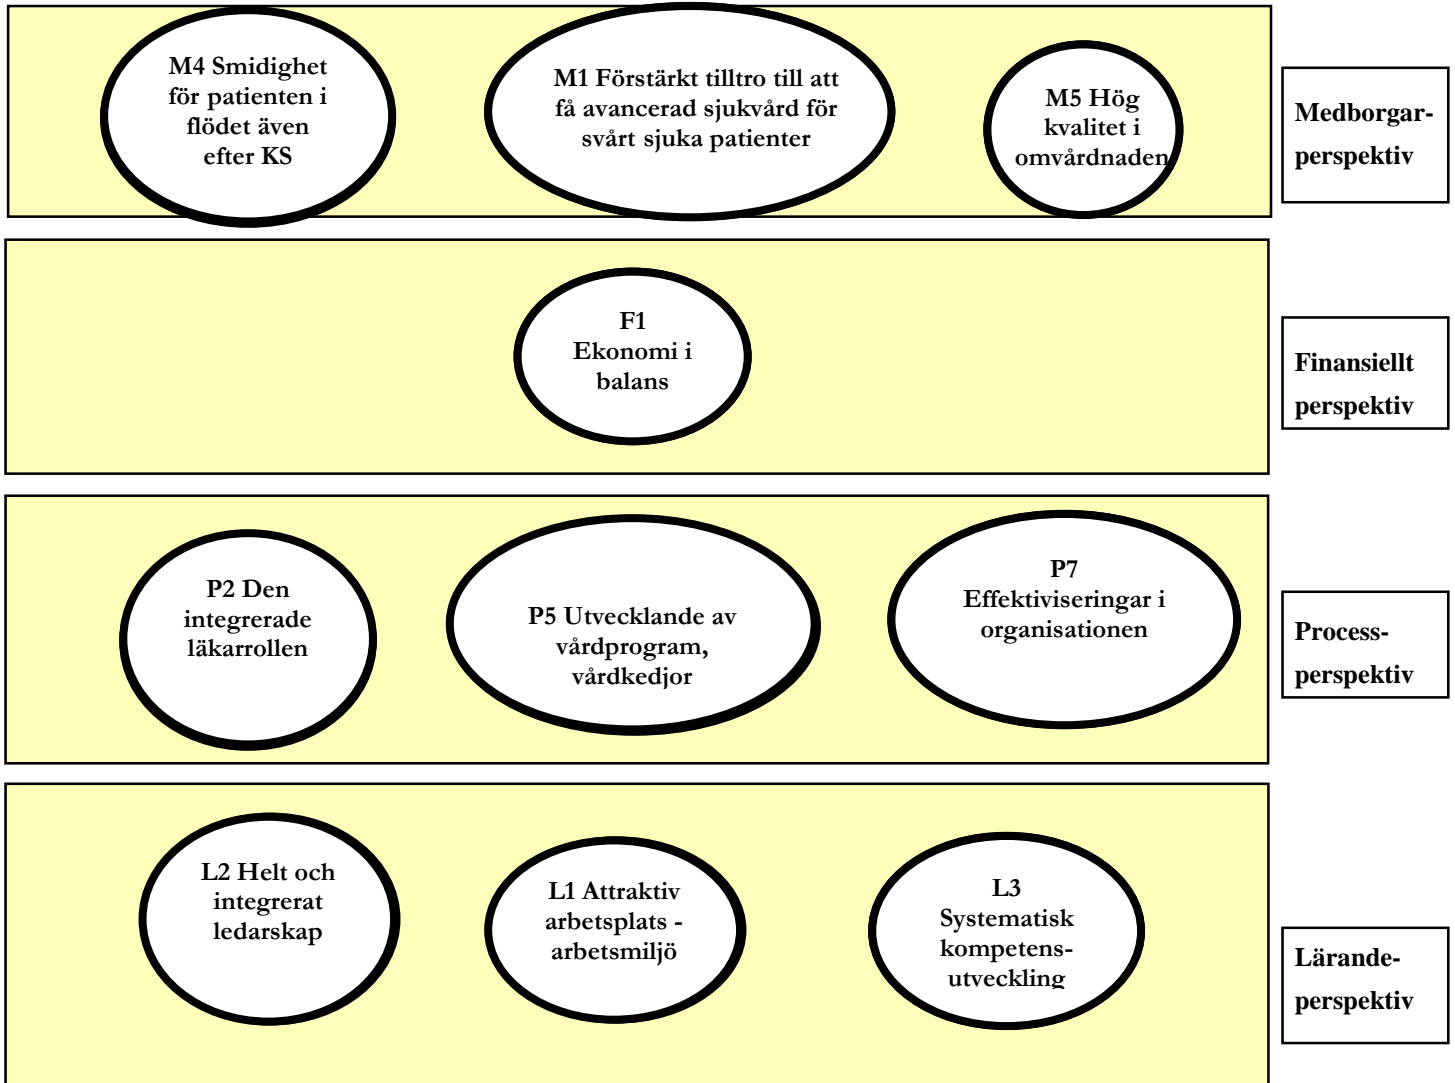 M4 Smidighet
för patienten i
flödet även
efter KS
M1 Förstärkt tilltro till att
få avancerad sjukvård för
svårt sjuka patienter
M5 Hög
kvalitet i
omvårdnaden
Medborgar-
perspektiv
F1
Ekonomi i
balans
Finansiellt
perspektiv
P2 Den
integrerade
läkarrollen
P5 Utvecklande av
vårdprogram,
vårdkedjor
P7
Effektiviseringar i
organisationen
Process-
perspektiv
L2 Helt och
integrerat
ledarskap
L1 Attraktiv
arbetsplats -
arbetsmiljö
L3
Systematisk
kompetens-
utveckling
Lärande-
perspektiv